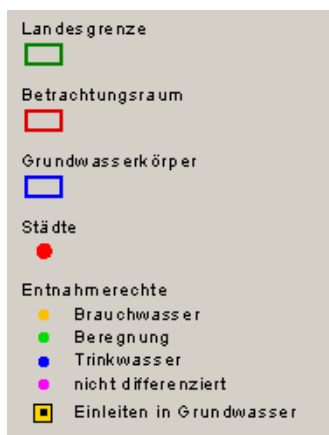 Landesgrenze
Betrachtungsraum
Grundwasserkörper
Städte
Entnahmerechte
Brauchwasser
Beregnung
Trinkwasser
nicht differenziert
Einleiten in Grundwasser